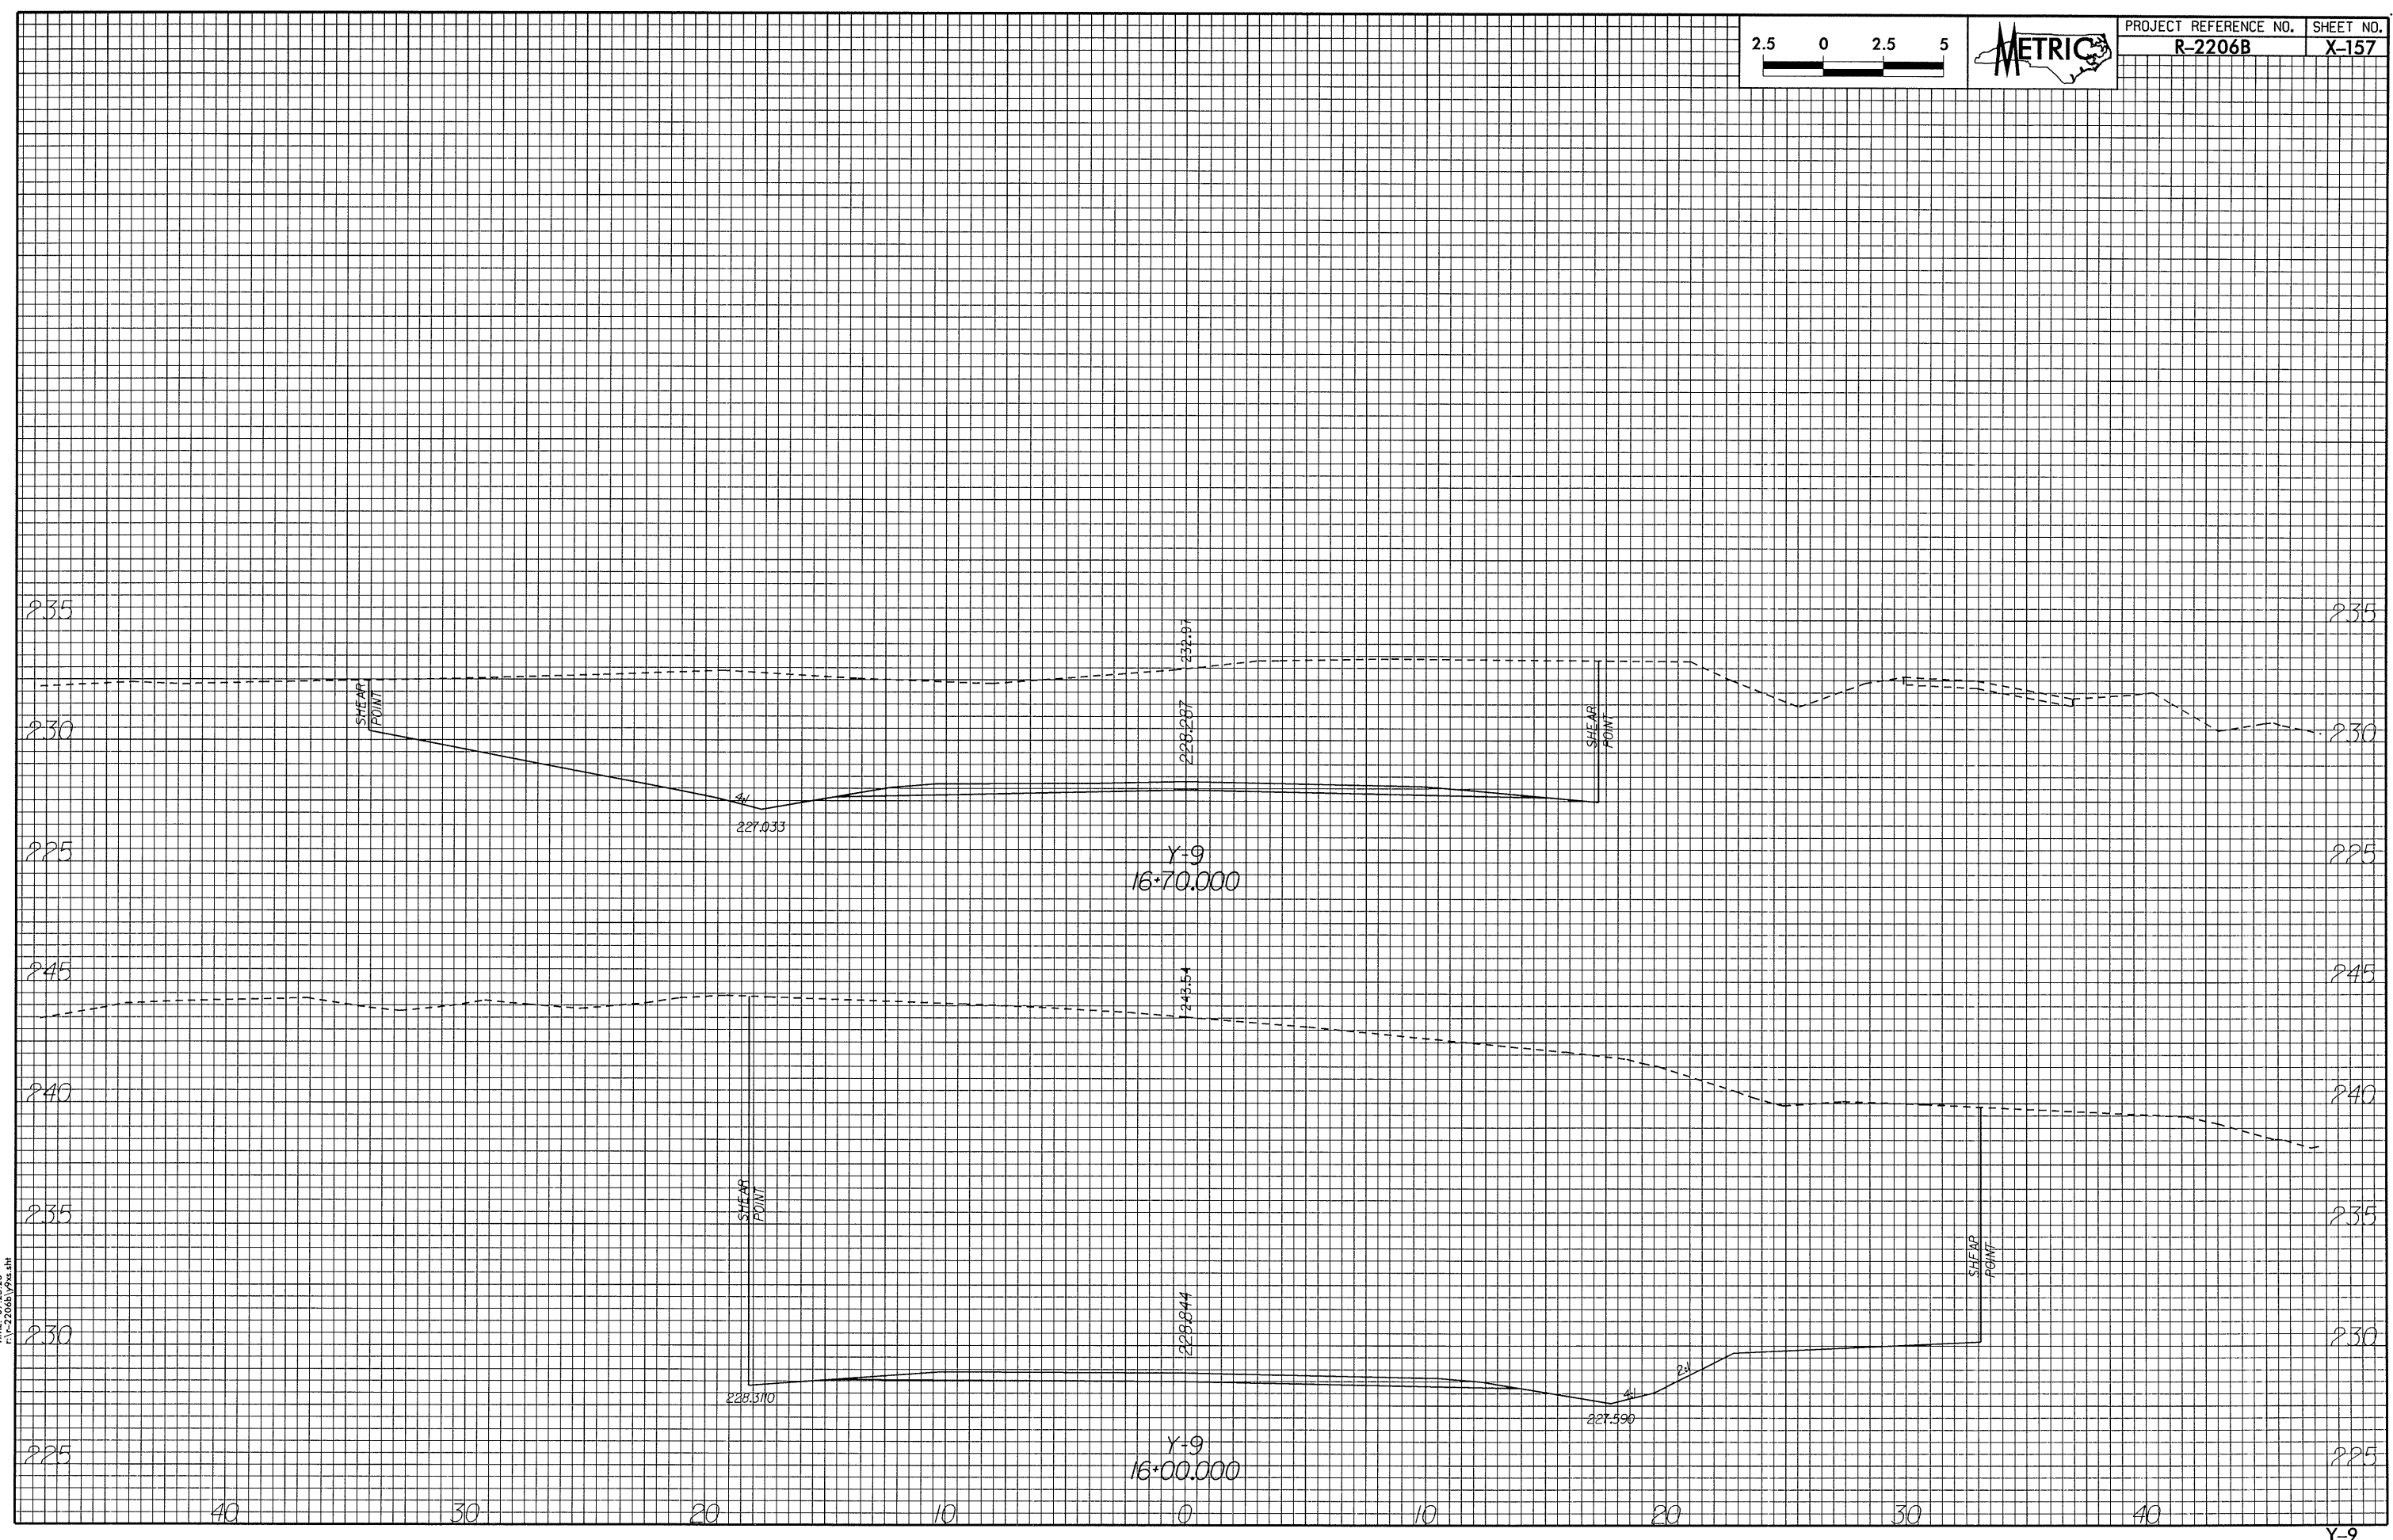 PROJECT REFERENCE NO. SHEET NO.
R-2206B X-157
2.5 0 2.5 5
METRIC
235 235
232.97
SHEAR POINT
230 228.287 SHEAR POINT 230
4:1
227.033
225 225
Y-9
16+70.000
245 243.54 245
240 240
SHEAR POINT
235 235
SHEAR POINT
r:\r-2206b\y9xs.sht
230 228.844 230
2:1
4:1
228.310
227.590
Y-9
225 225
16+00.000
40 30 20 10 0 10 20 30 40
Y-9